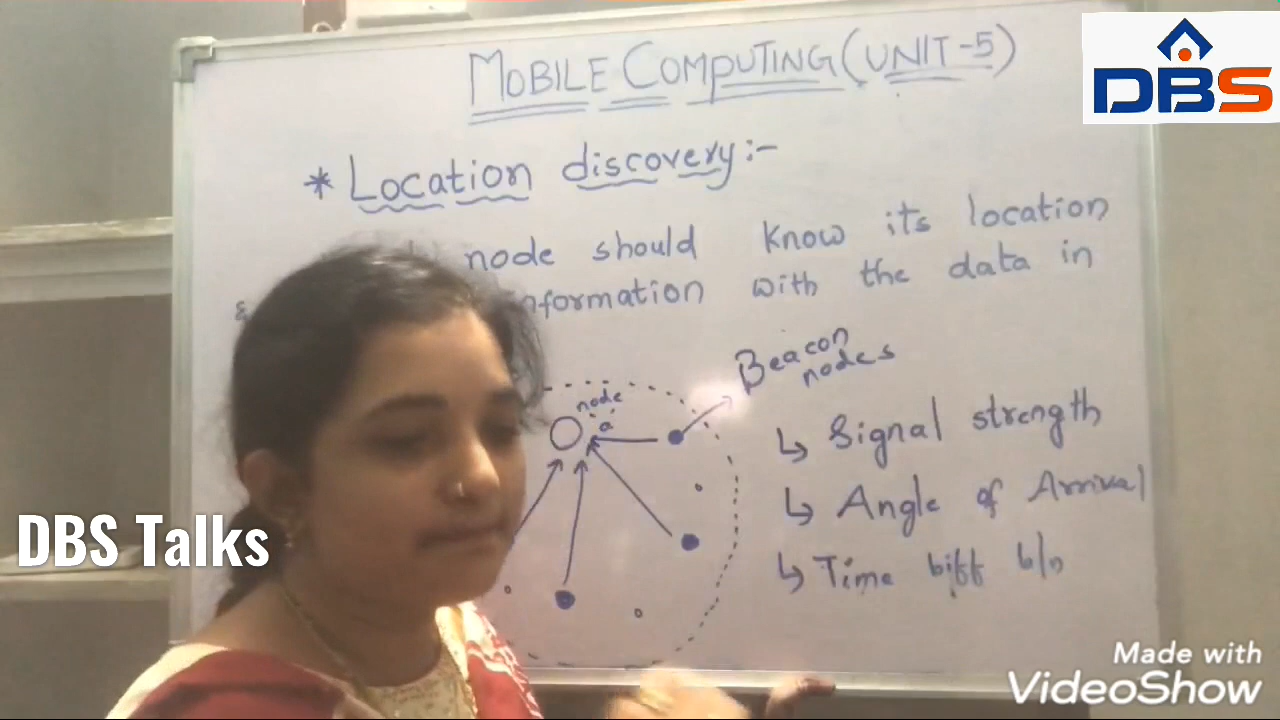 MOBILE COMPUTING (UNIT-5)
DBS
* Location discovery:-
node should know its location
&
information with the data in
Beacon
nodes
node
a
↳ Signal strength
↳ Angle of Arrival
↳ Time biff b/n
DBS Talks
Made with
VideoShow